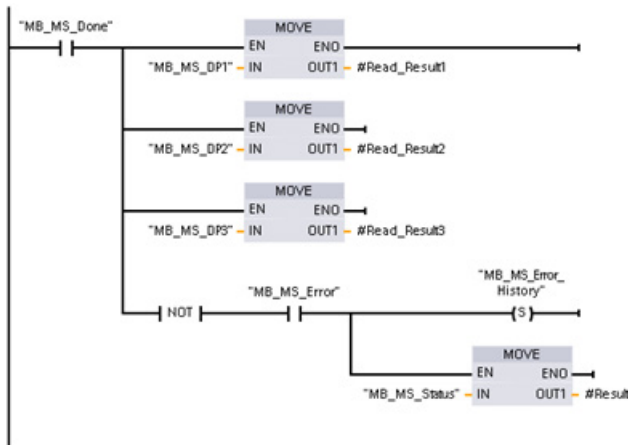 "MB_MS_Done"
MOVE
EN ENO
"MB_MS_DP1" IN OUT1 #Read_Result1
MOVE
EN ENO
"MB_MS_DP2" IN OUT1 #Read_Result2
MOVE
EN ENO
"MB_MS_DP3" IN OUT1 #Read_Result3
"MB_MS_Error_
History"
"MB_MS_Error"
NOT
S
MOVE
EN ENO
"MB_MS_Status" IN OUT1 #Result